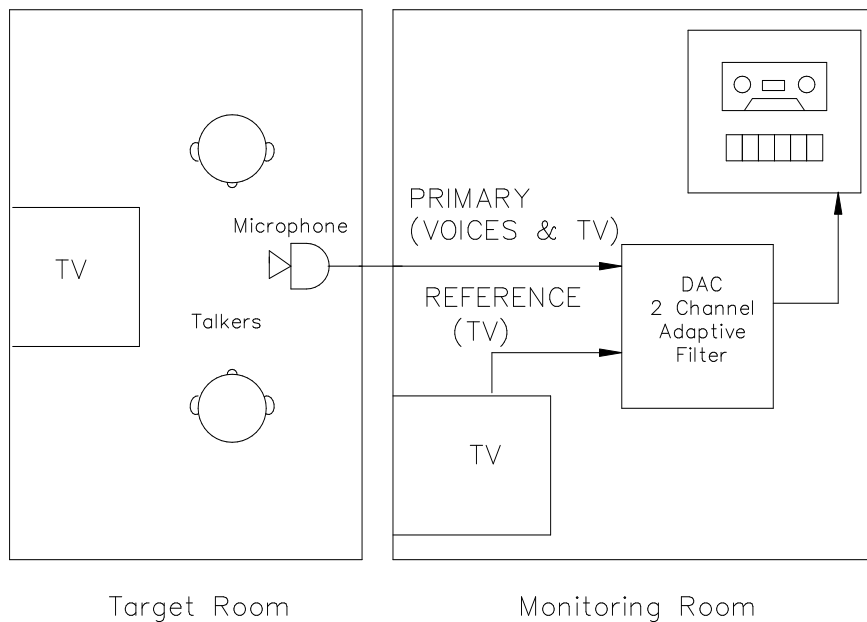 TV
Microphone
Talkers
PRIMARY
(VOICES & TV)
REFERENCE
(TV)
DAC
2 Channel
Adaptive
Filter
TV
Target Room
Monitoring Room